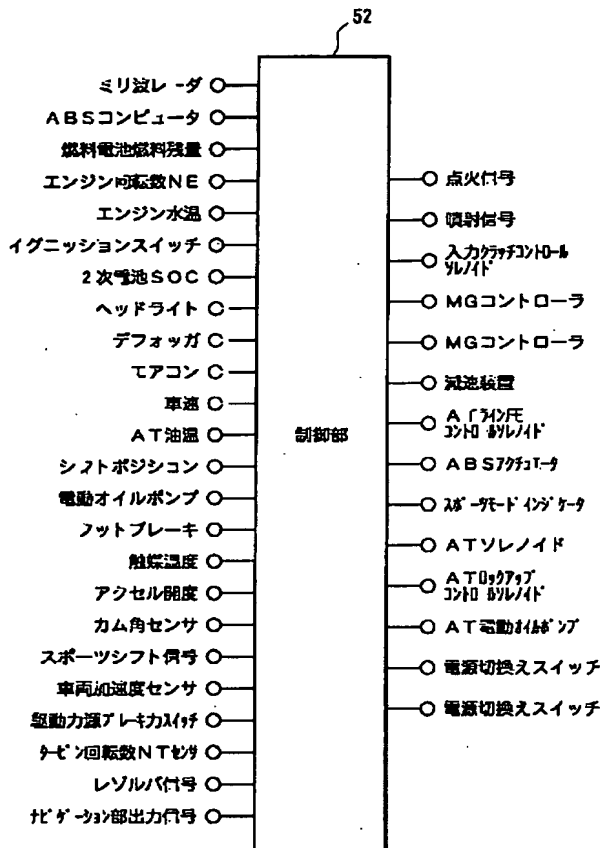 52
ミリ波レーダ
ABSコンピュータ
燃料電池燃料残量
エンジン回転数NE
エンジン水温
イグニッションスイッチ
2次電池SOC
ヘッドライト
デフォッガ
エアコン
車速
AT油温
シフトポジション
電動オイルポンプ
フットブレーキ
触媒温度
アクセル開度
カム角センサ
スポーツシフト信号
車両加速度センサ
駆動力源ブレーキ力スイッチ
タービン回転数NTセンサ
レゾルバ信号
ナビゲーション部出力信号
制御部
点火信号
噴射信号
入力クラッチコントロール
ソレノイド
MGコントローラ
MGコントローラ
減速装置
ATライン圧
コントロールソレノイド
ABSアクチュエータ
スポーツモードインジケータ
ATソレノイド
ATロックアップ
コントロールソレノイド
AT電動オイルポンプ
電源切換えスイッチ
電源切換えスイッチ